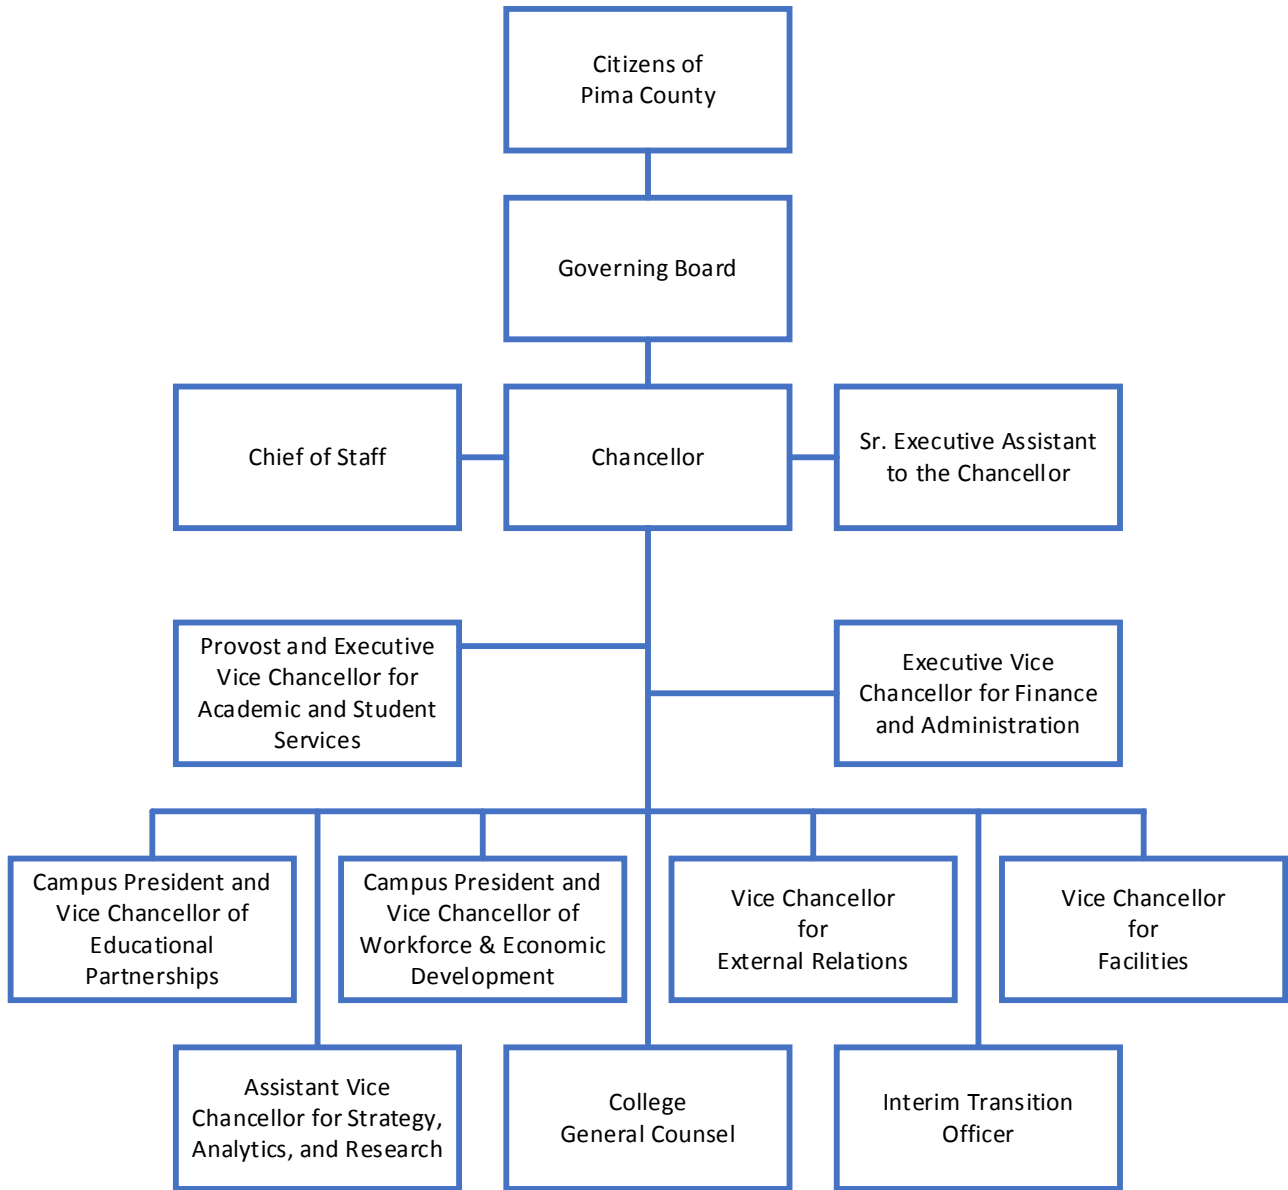 Citizens of
Pima County
Governing Board
Chief of Staff
Chancellor
Sr. Executive Assistant
to the Chancellor
Provost and Executive
Vice Chancellor for
Academic and Student
Services
Executive Vice
Chancellor for Finance
and Administration
Campus President and
Vice Chancellor of
Educational
Partnerships
Campus President and
Vice Chancellor of
Workforce & Economic
Development
Vice Chancellor
for
External Relations
Vice Chancellor
for
Facilities
Assistant Vice
Chancellor for Strategy,
Analytics, and Research
College
General Counsel
Interim Transition
Officer